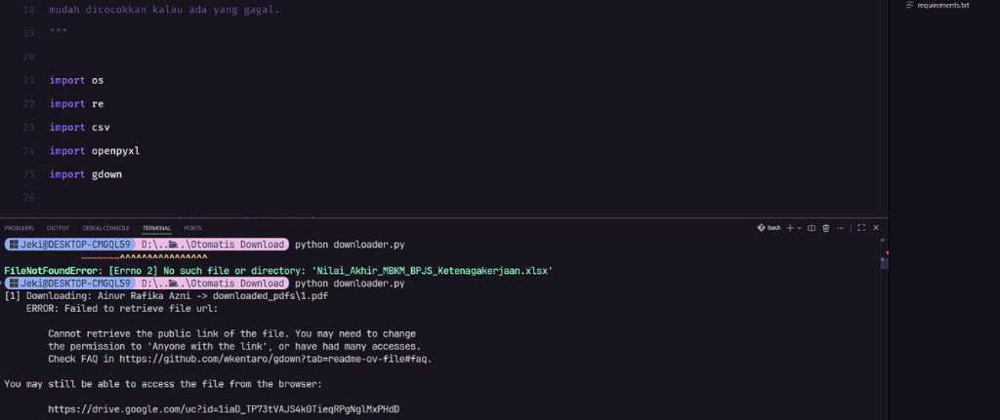 requirements.txt
18 mudah dicocokkan kalau ada yang gagal.
19 """
20
21 import os
22 import re
23 import csv
24 import openpyxl
25 import gdown
26
PROBLEMS OUTPUT DEBUG CONSOLE TERMINAL PORTS bash
Jeki@DESKTOP-CMGQLS9 D:\..\Otomatis Download python downloader.py
~~~~~~~^^^^^^^^^^^^^^^^
FileNotFoundError: [Errno 2] No such file or directory: 'Nilai_Akhir_MBKM_BPJS_Ketenagakerjaan.xlsx'
Jeki@DESKTOP-CMGQLS9 D:\..\Otomatis Download python downloader.py
[1] Downloading: Ainur Rafika Azni -> downloaded_pdfs\1.pdf
ERROR: Failed to retrieve file url:
Cannot retrieve the public link of the file. You may need to change
the permission to 'Anyone with the link', or have had many accesses.
Check FAQ in https://github.com/wkentaro/gdown?tab=readme-ov-file#faq.
You may still be able to access the file from the browser:
https://drive.google.com/uc?id=1iaD_TP73tVAJS4k0TieqRPgNglMxPHdD